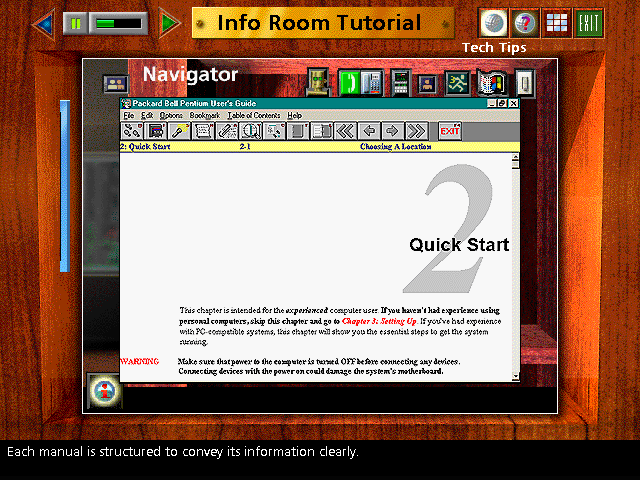 Info Room Tutorial
EXIT
Tech Tips
Navigator
Packard Bell Pentium User's Guide
File Edit Options Bookmark Table of Contents Help
EXIT
2: Quick Start 2-1 Choosing A Location
2
Quick Start
This chapter is intended for the experienced computer user. If you haven't had experience using
personal computers, skip this chapter and go to Chapter 3: Setting Up. If you've had experience
with PC-compatible systems, this chapter will show you the essential steps to get the system
running.
WARNING Make sure that power to the computer is turned OFF before connecting any devices.
Connecting devices with the power on could damage the system's motherboard.
Each manual is structured to convey its information clearly.